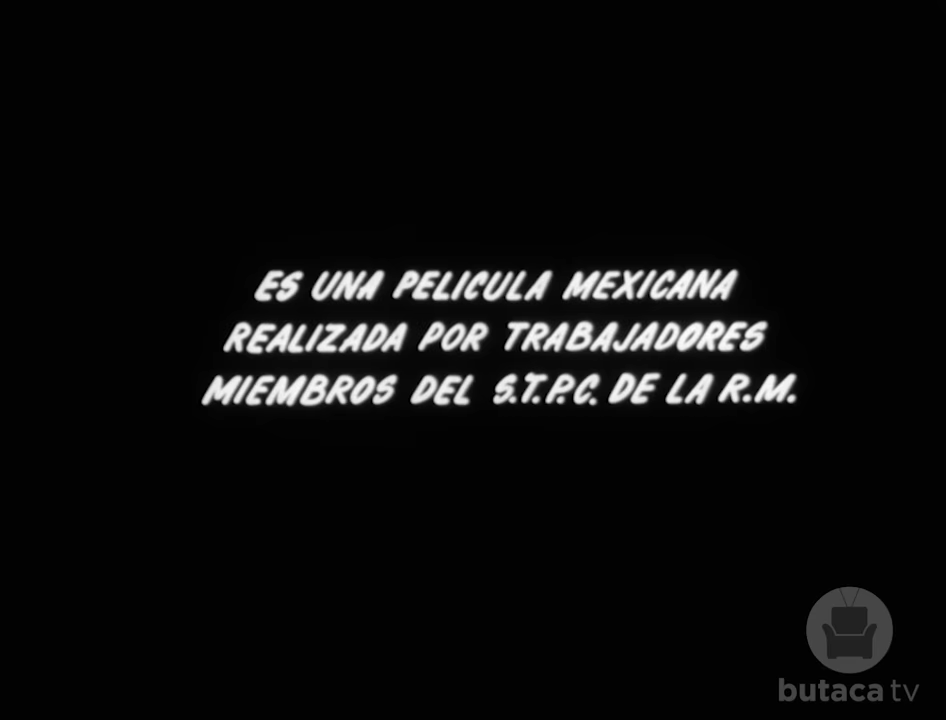 ES UNA PELICULA MEXICANA
REALIZADA POR TRABAJADORES
MIEMBROS DEL S.T.P.C. DE LA R.M.
butaca tv